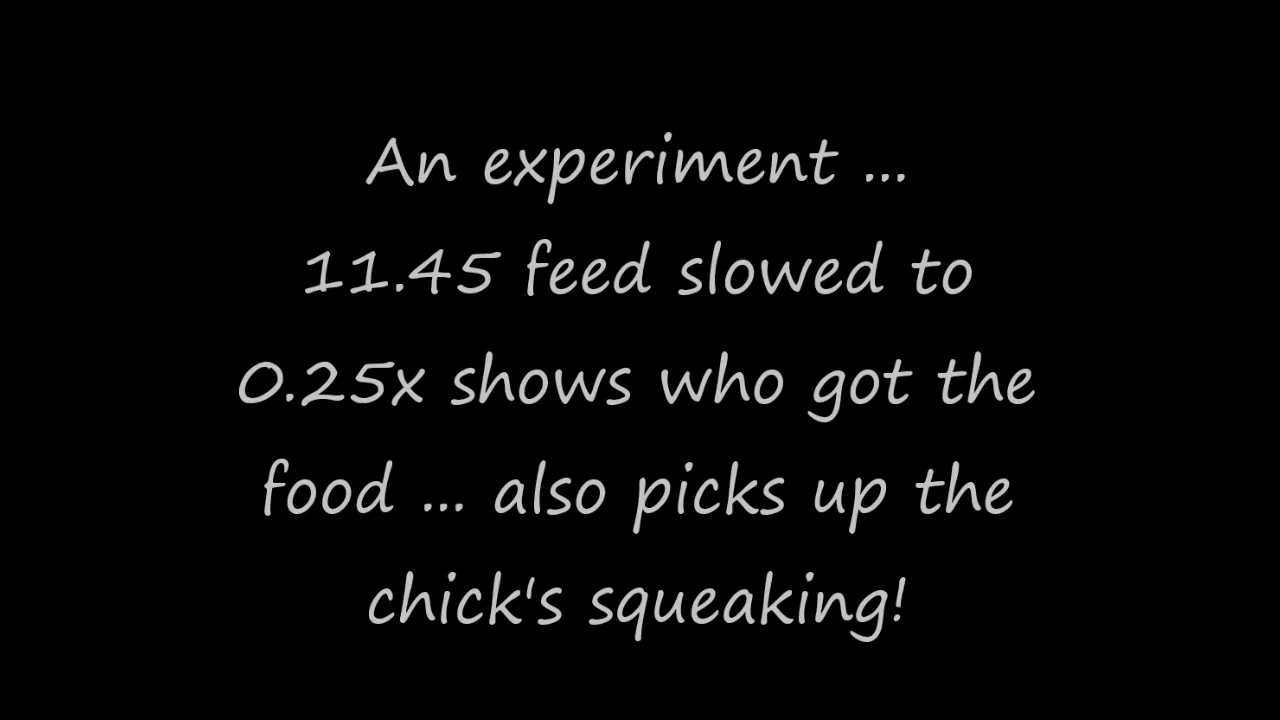 An experiment ...
11.45 feed slowed to
0.25x shows who got the
food ... also picks up the
chick's squeaking!